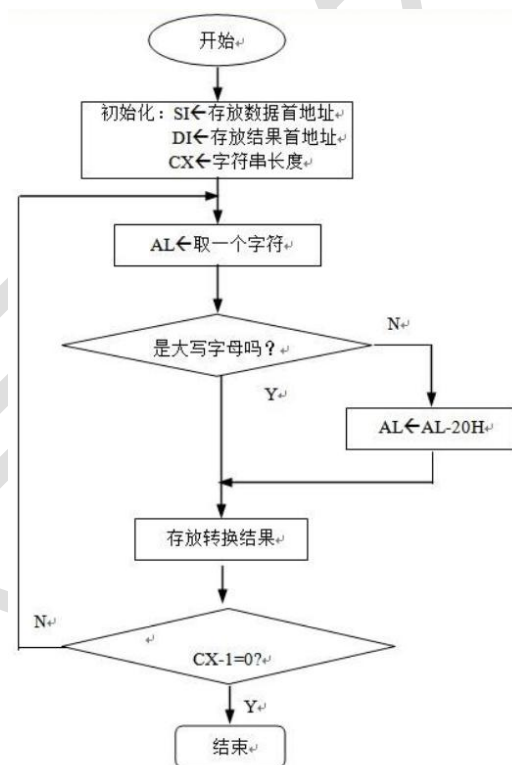 开始
初始化：SI←存放数据首地址
DI←存放结果首地址
CX←字符串长度
AL←取一个字符
是大写字母吗？
N
Y
AL←AL-20H
存放转换结果
N
CX-1=0?
Y
结束